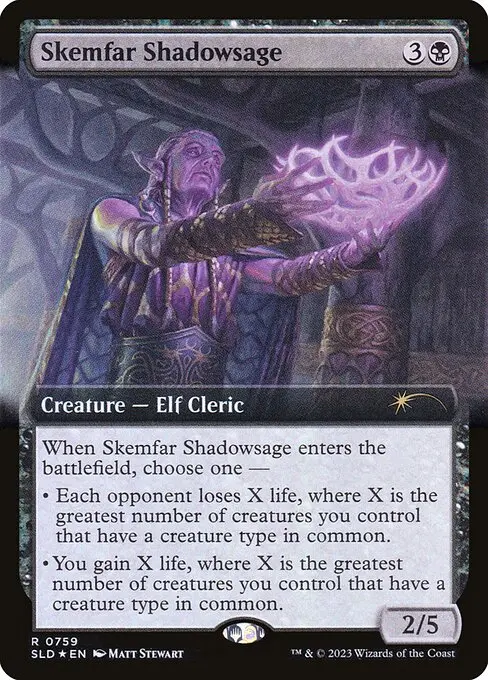 Skemfar Shadowsage 3
Creature — Elf Cleric
When Skemfar Shadowsage enters the
battlefield, choose one —
• Each opponent loses X life, where X is the
greatest number of creatures you control
that have a creature type in common.
• You gain X life, where X is the greatest
number of creatures you control that have a
creature type in common.
2/5
R 0759
SLD ★ EN Matt Stewart
™ & © 2023 Wizards of the Coast